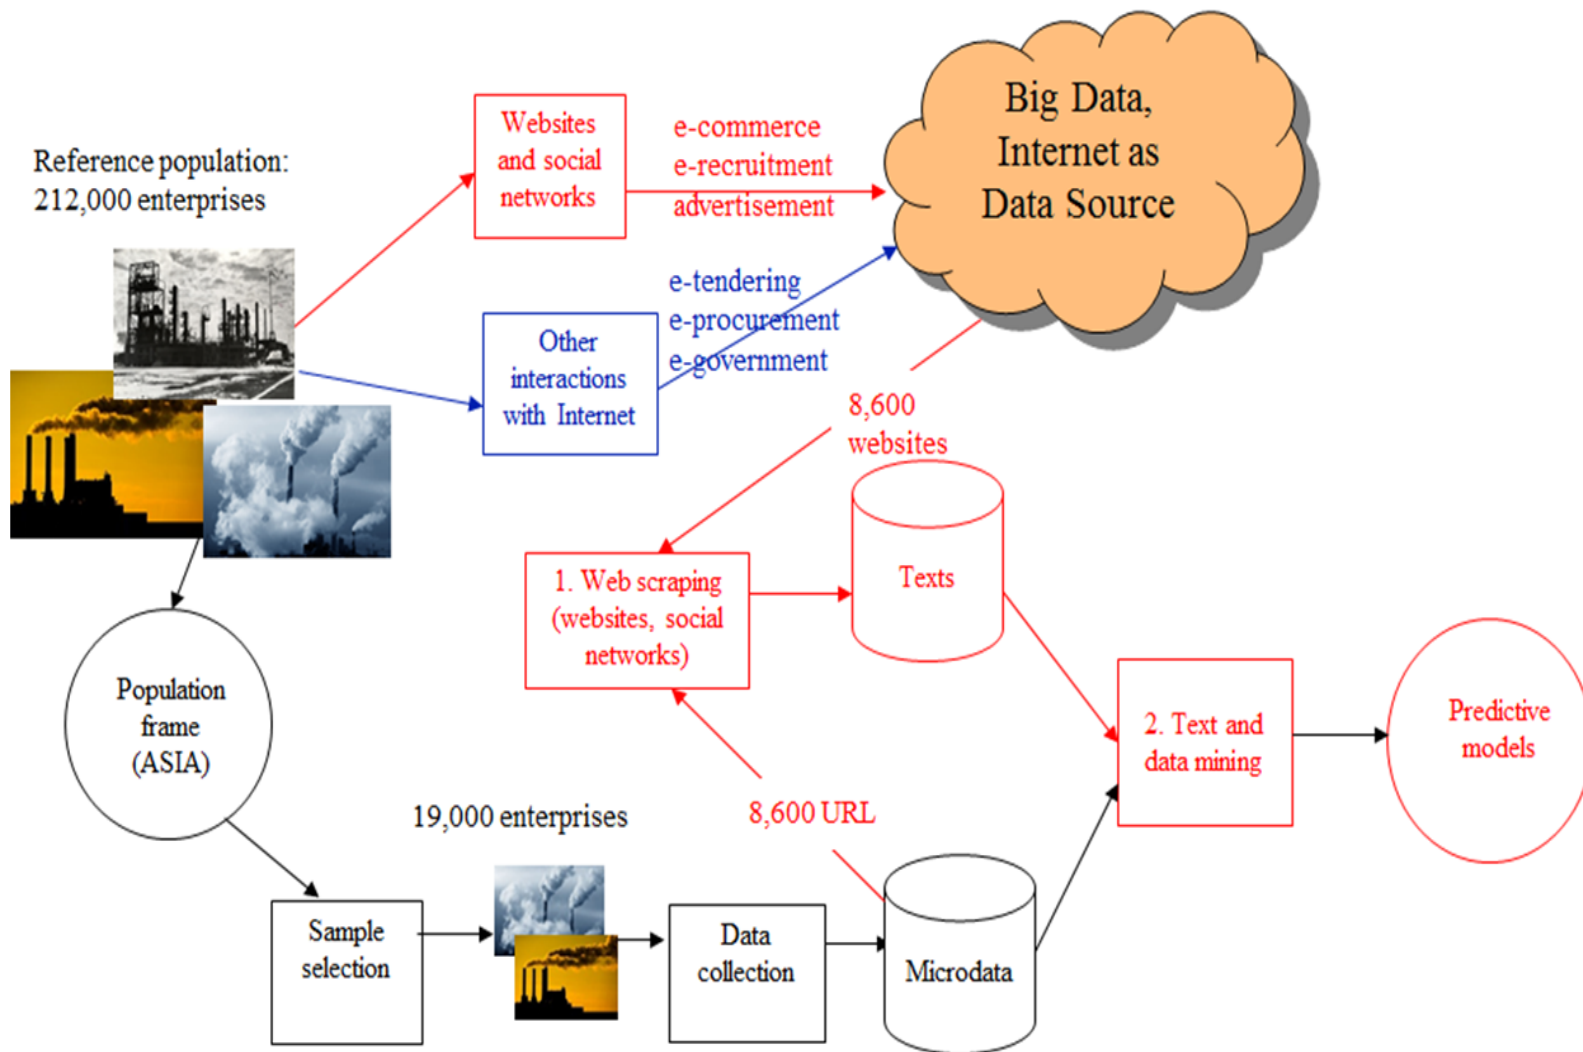 Reference population:
212,000 enterprises
Websites
and social
networks
e-commerce
e-recruitment
advertisement
Big Data,
Internet as
Data Source
Other
interactions
with Internet
e-tendering
e-procurement
e-government
8,600
websites
1. Web scraping
(websites, social
networks)
Texts
Population
frame
(ASIA)
2. Text and
data mining
Predictive
models
19,000 enterprises
8,600 URL
Sample
selection
Data
collection
Microdata